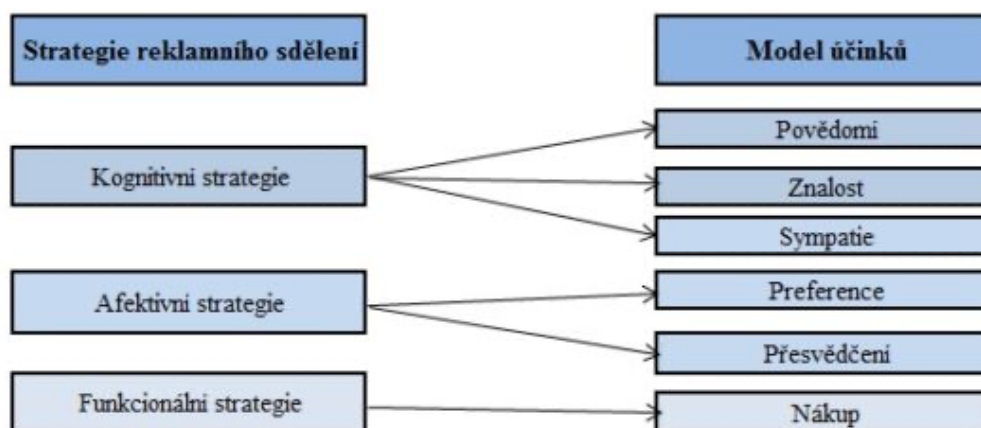 Strategie reklamního sdělení
Model účinků
Kognitivní strategie
Povědomí
Znalost
Sympatie
Afektivní strategie
Preference
Přesvědčení
Funkcionální strategie
Nákup